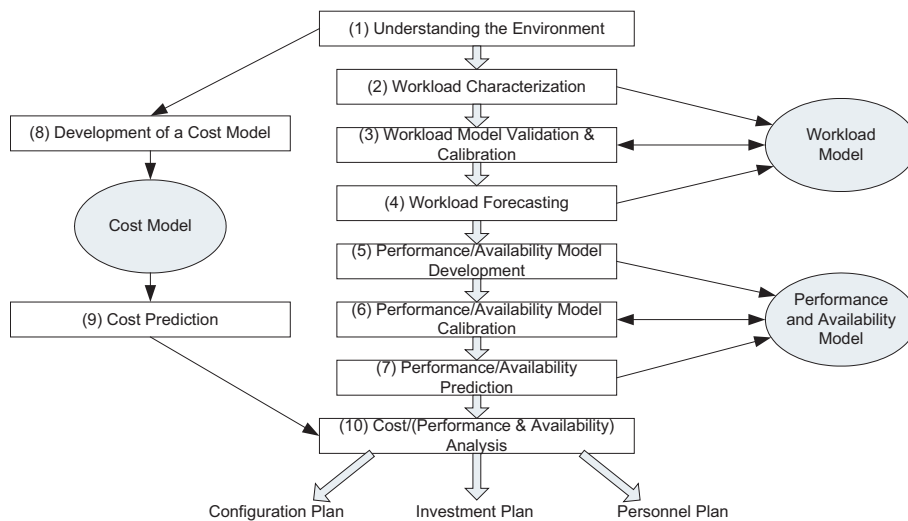 (1) Understanding the Environment
(2) Workload Characterization
(8) Development of a Cost Model
(3) Workload Model Validation &
Calibration
Workload
Model
(4) Workload Forecasting
Cost Model
(5) Performance/Availability Model
Development
(9) Cost Prediction
(6) Performance/Availability Model
Calibration
Performance
and Availability
Model
(7) Performance/Availability
Prediction
(10) Cost/(Performance & Availability)
Analysis
Configuration Plan
Investment Plan
Personnel Plan